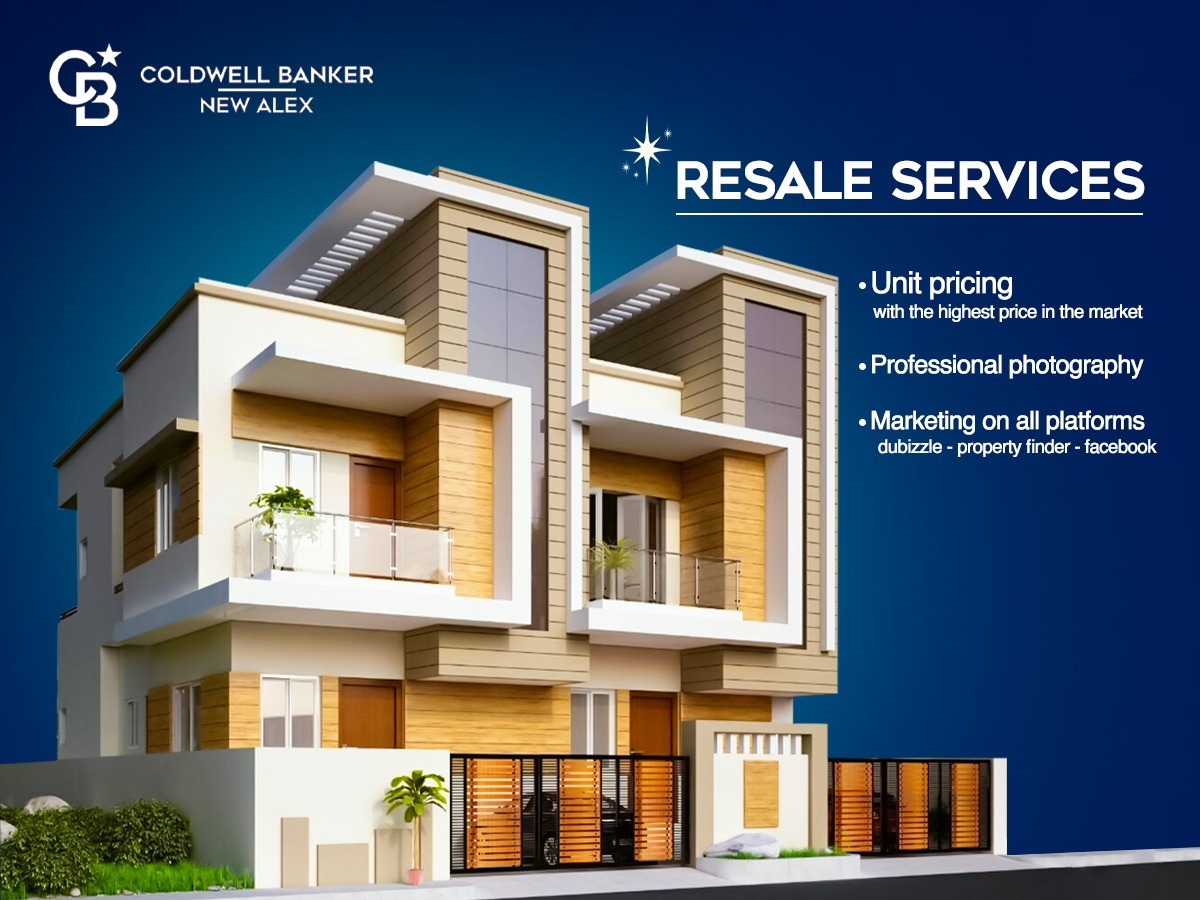 CB
COLDWELL BANKER
NEW ALEX
RESALE SERVICES
• Unit pricing
with the highest price in the market
• Professional photography
• Marketing on all platforms
dubizzle - property finder - facebook